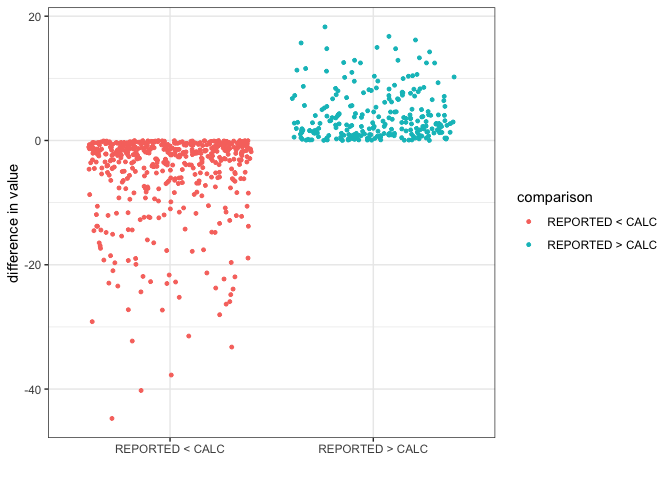 20
0
-20
-40
difference in value
REPORTED < CALC
REPORTED > CALC
comparison
REPORTED < CALC
REPORTED > CALC